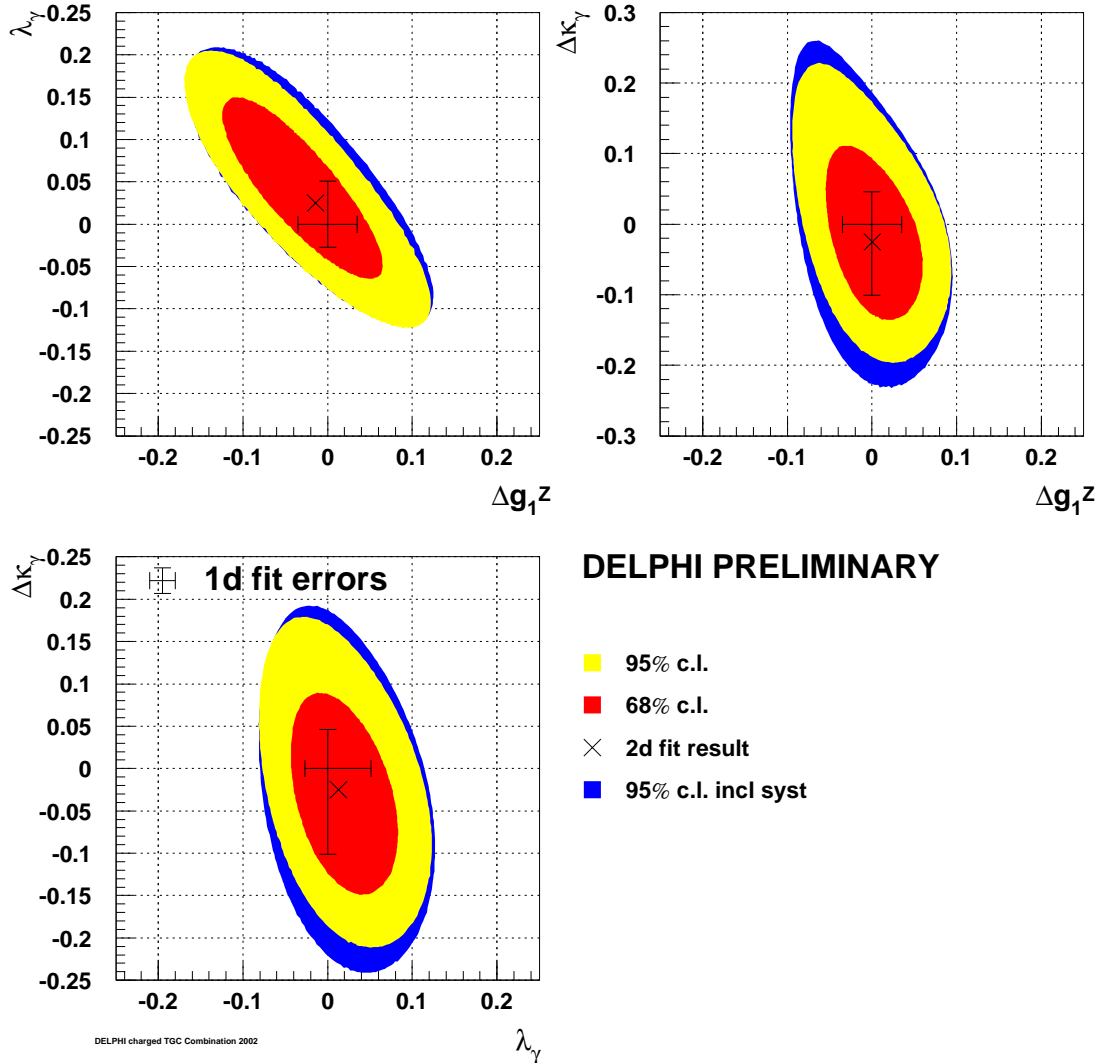 λγ
0.25
0.2
0.15
0.1
0.05
0
-0.05
-0.1
-0.15
-0.2
-0.25
-0.2 -0.1 0 0.1 0.2
Δg₁ᶻ
Δκγ
0.3
0.2
0.1
0
-0.1
-0.2
-0.3
-0.2 -0.1 0 0.1 0.2
Δg₁ᶻ
Δκγ
0.25
0.2
0.15
0.1
0.05
0
-0.05
-0.1
-0.15
-0.2
-0.25
-0.2 -0.1 0 0.1 0.2
λγ
1d fit errors
DELPHI PRELIMINARY
95% c.l.
68% c.l.
2d fit result
95% c.l. incl syst
DELPHI charged TGC Combination 2002